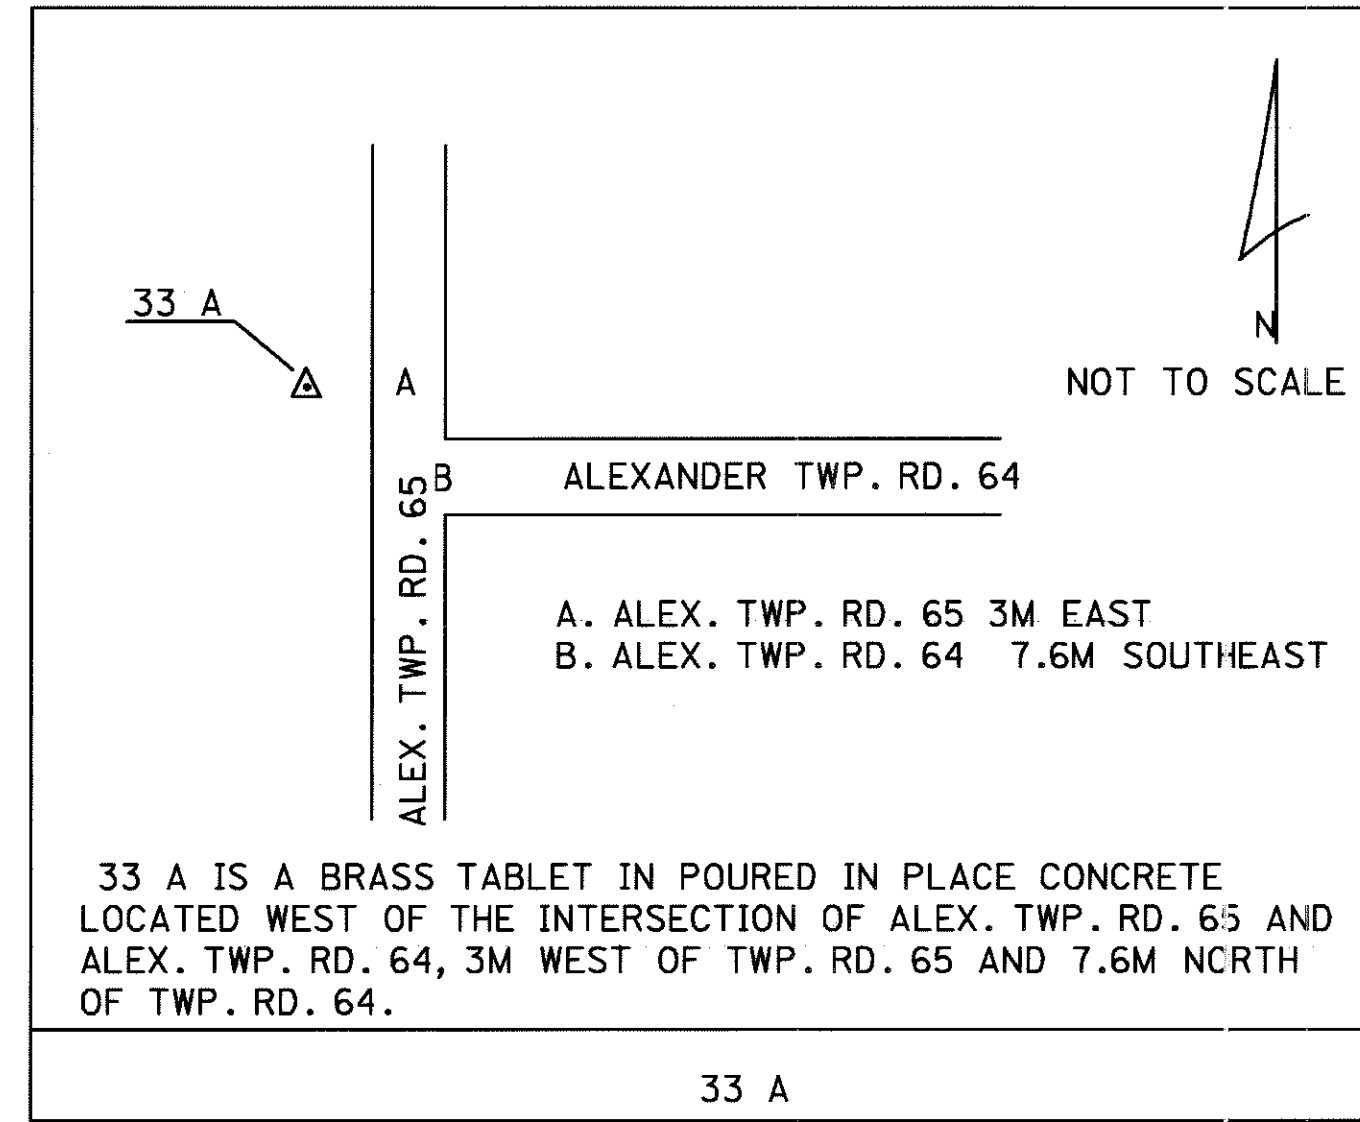 33 A
A
N
NOT TO SCALE
B
ALEXANDER TWP. RD. 64
ALEX. TWP. RD. 65
A. ALEX. TWP. RD. 65 3M EAST
B. ALEX. TWP. RD. 64 7.6M SOUTHEAST
33 A IS A BRASS TABLET IN POURED IN PLACE CONCRETE
LOCATED WEST OF THE INTERSECTION OF ALEX. TWP. RD. 65 AND
ALEX. TWP. RD. 64, 3M WEST OF TWP. RD. 65 AND 7.6M NORTH
OF TWP. RD. 64.
33 A